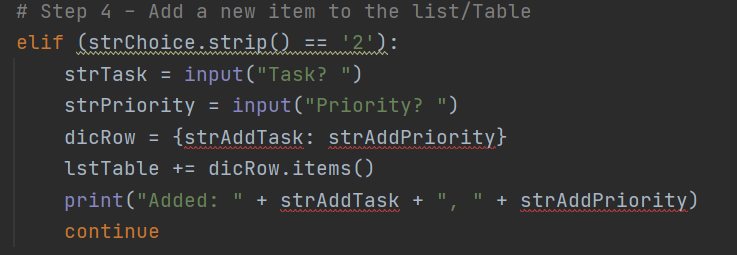 # Step 4 - Add a new item to the list/Table
elif (strChoice.strip() == '2'):
strTask = input("Task? ")
strPriority = input("Priority? ")
dicRow = {strAddTask: strAddPriority}
lstTable += dicRow.items()
print("Added: " + strAddTask + ", " + strAddPriority)
continue